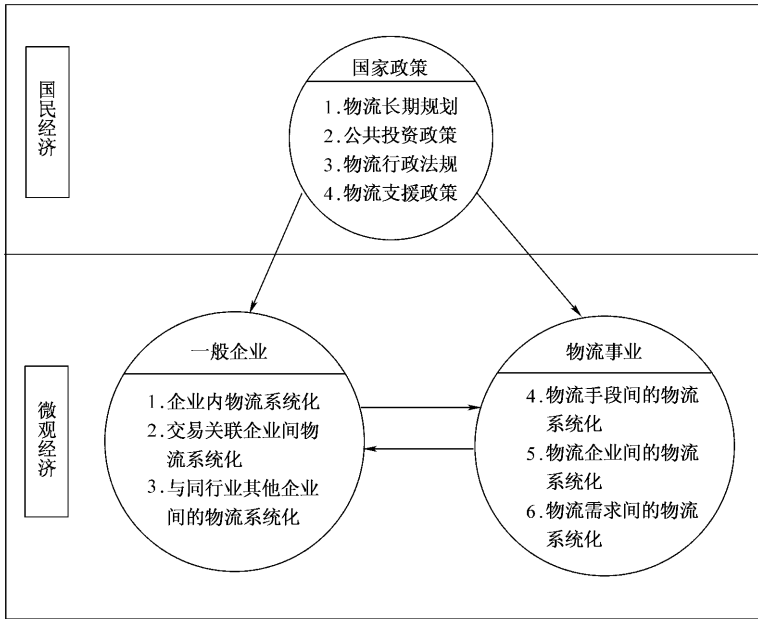 国民经济
国家政策
1.物流长期规划
2.公共投资政策
3.物流行政法规
4.物流支援政策
微观经济
一般企业
1.企业内物流系统化
2.交易关联企业间物
流系统化
3.与同行业其他企业
间的物流系统化
物流事业
4.物流手段间的物流
系统化
5.物流企业间的物流
系统化
6.物流需求间的物流
系统化